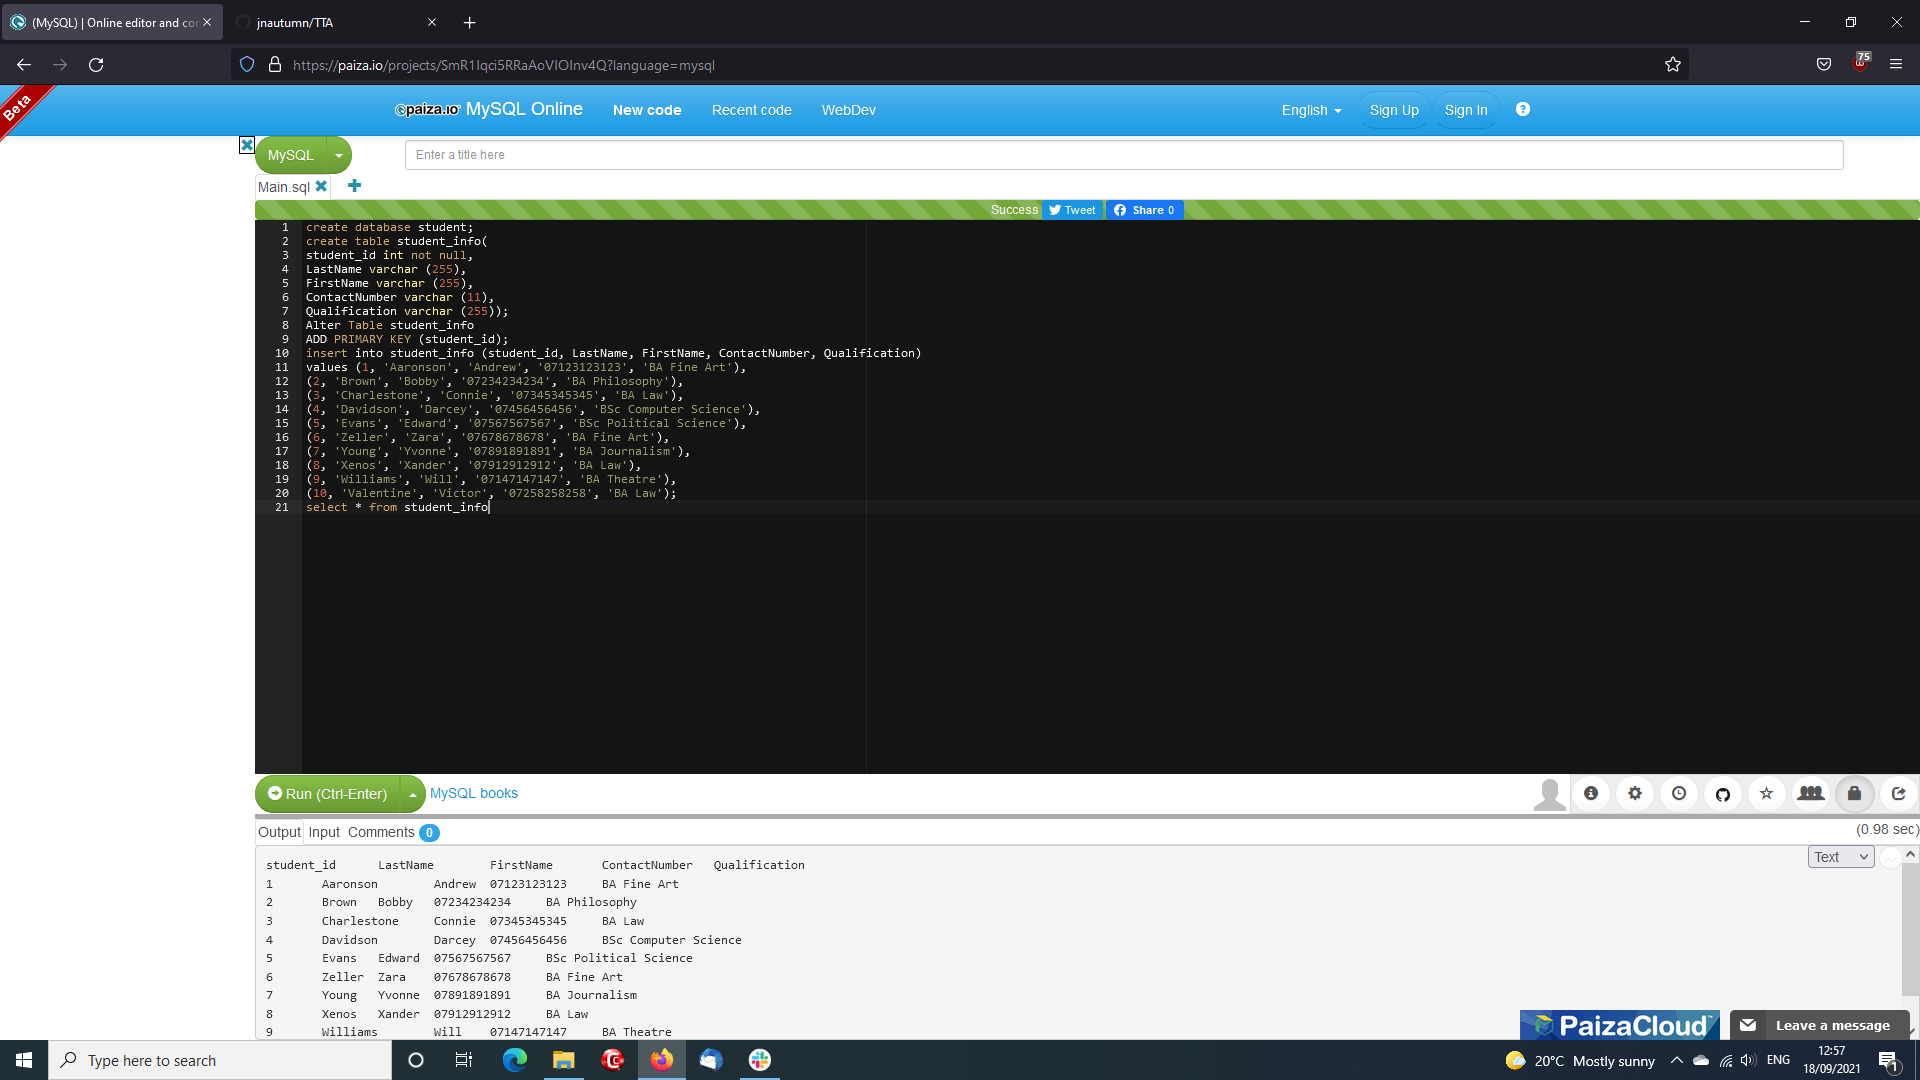 (MySQL) | Online editor and co
jnautumn/TTA
https://paiza.io/projects/SmR1Iqci5RRaAoVIOInv4Q?language=mysql
75
Beta
paiza.io MySQL Online
New code
Recent code
WebDev
English
Sign Up
Sign In
MySQL
Enter a title here
Main.sql
Success
Tweet
Share 0
1 create database student;
2 create table student_info(
3 student_id int not null,
4 LastName varchar (255),
5 FirstName varchar (255),
6 ContactNumber varchar (11),
7 Qualification varchar (255));
8 Alter Table student_info
9 ADD PRIMARY KEY (student_id);
10 insert into student_info (student_id, LastName, FirstName, ContactNumber, Qualification)
11 values (1, 'Aaronson', 'Andrew', '07123123123', 'BA Fine Art'),
12 (2, 'Brown', 'Bobby', '07234234234', 'BA Philosophy'),
13 (3, 'Charlestone', 'Connie', '07345345345', 'BA Law'),
14 (4, 'Davidson', 'Darcey', '07456456456', 'BSc Computer Science'),
15 (5, 'Evans', 'Edward', '07567567567', 'BSc Political Science'),
16 (6, 'Zeller', 'Zara', '07678678678', 'BA Fine Art'),
17 (7, 'Young', 'Yvonne', '07891891891', 'BA Journalism'),
18 (8, 'Xenos', 'Xander', '07912912912', 'BA Law'),
19 (9, 'Williams', 'Will', '07147147147', 'BA Theatre'),
20 (10, 'Valentine', 'Victor', '07258258258', 'BA Law');
21 select * from student_info
Run (Ctrl-Enter)
MySQL books
Output Input Comments 0
(0.98 sec)
Text
student_id LastName FirstName ContactNumber Qualification
1 Aaronson Andrew 07123123123 BA Fine Art
2 Brown Bobby 07234234234 BA Philosophy
3 Charlestone Connie 07345345345 BA Law
4 Davidson Darcey 07456456456 BSc Computer Science
5 Evans Edward 07567567567 BSc Political Science
6 Zeller Zara 07678678678 BA Fine Art
7 Young Yvonne 07891891891 BA Journalism
8 Xenos Xander 07912912912 BA Law
9 Williams Will 07147147147 BA Theatre
PaizaCloud
Leave a message
Type here to search
20°C Mostly sunny
ENG
12:57
18/09/2021
1